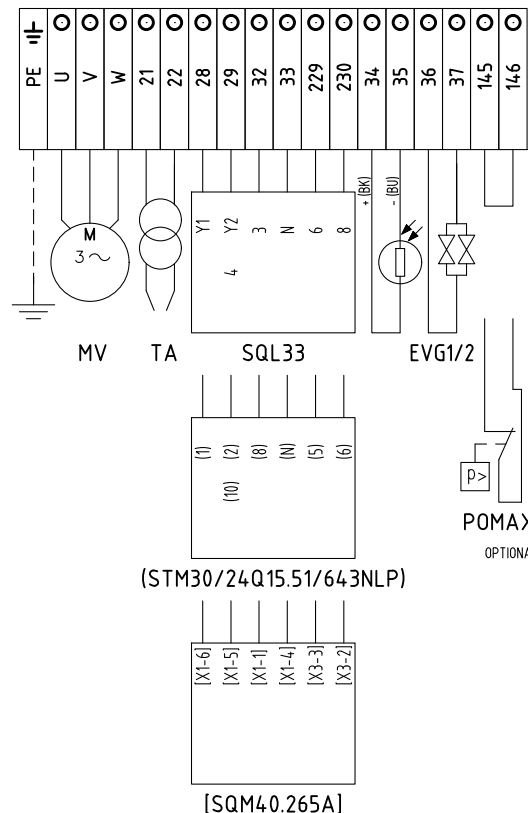 PE U V W 21 22 28 29 32 33 229 230 34 35 36 37 145 146
+ (BK) - (BU)
Y1 Y2 3 N 6 8
4
M
3~
MV TA SQL33 EVG1/2
(1) (2) (8) (N) (5) (6)
(10)
p>
POMAX
OPTIONA
(STM30/24Q15.51/643NLP)
[X1-6] [X1-5] [X1-1] [X1-4] [X3-3] [X3-2]
[SQM40.265A]